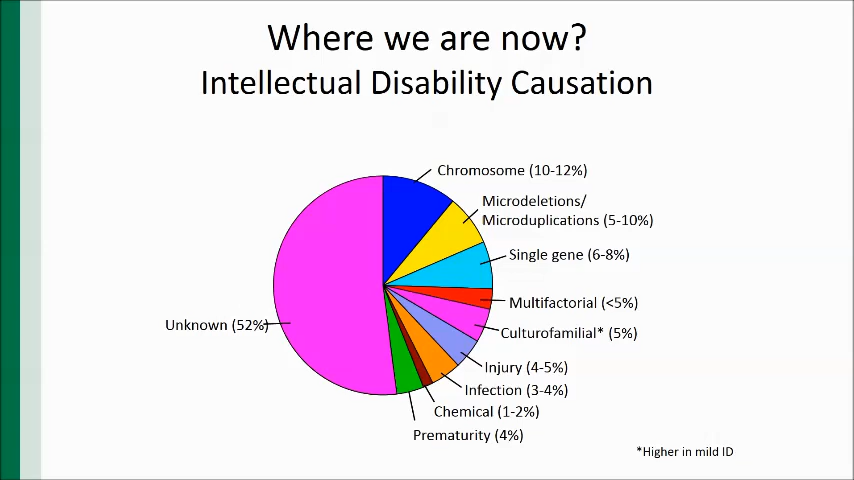 Where we are now?
Intellectual Disability Causation
Chromosome (10-12%)
Microdeletions/
Microduplications (5-10%)
Single gene (6-8%)
Multifactorial (<5%)
Culturofamilial* (5%)
Injury (4-5%)
Infection (3-4%)
Chemical (1-2%)
Prematurity (4%)
Unknown (52%)
*Higher in mild ID